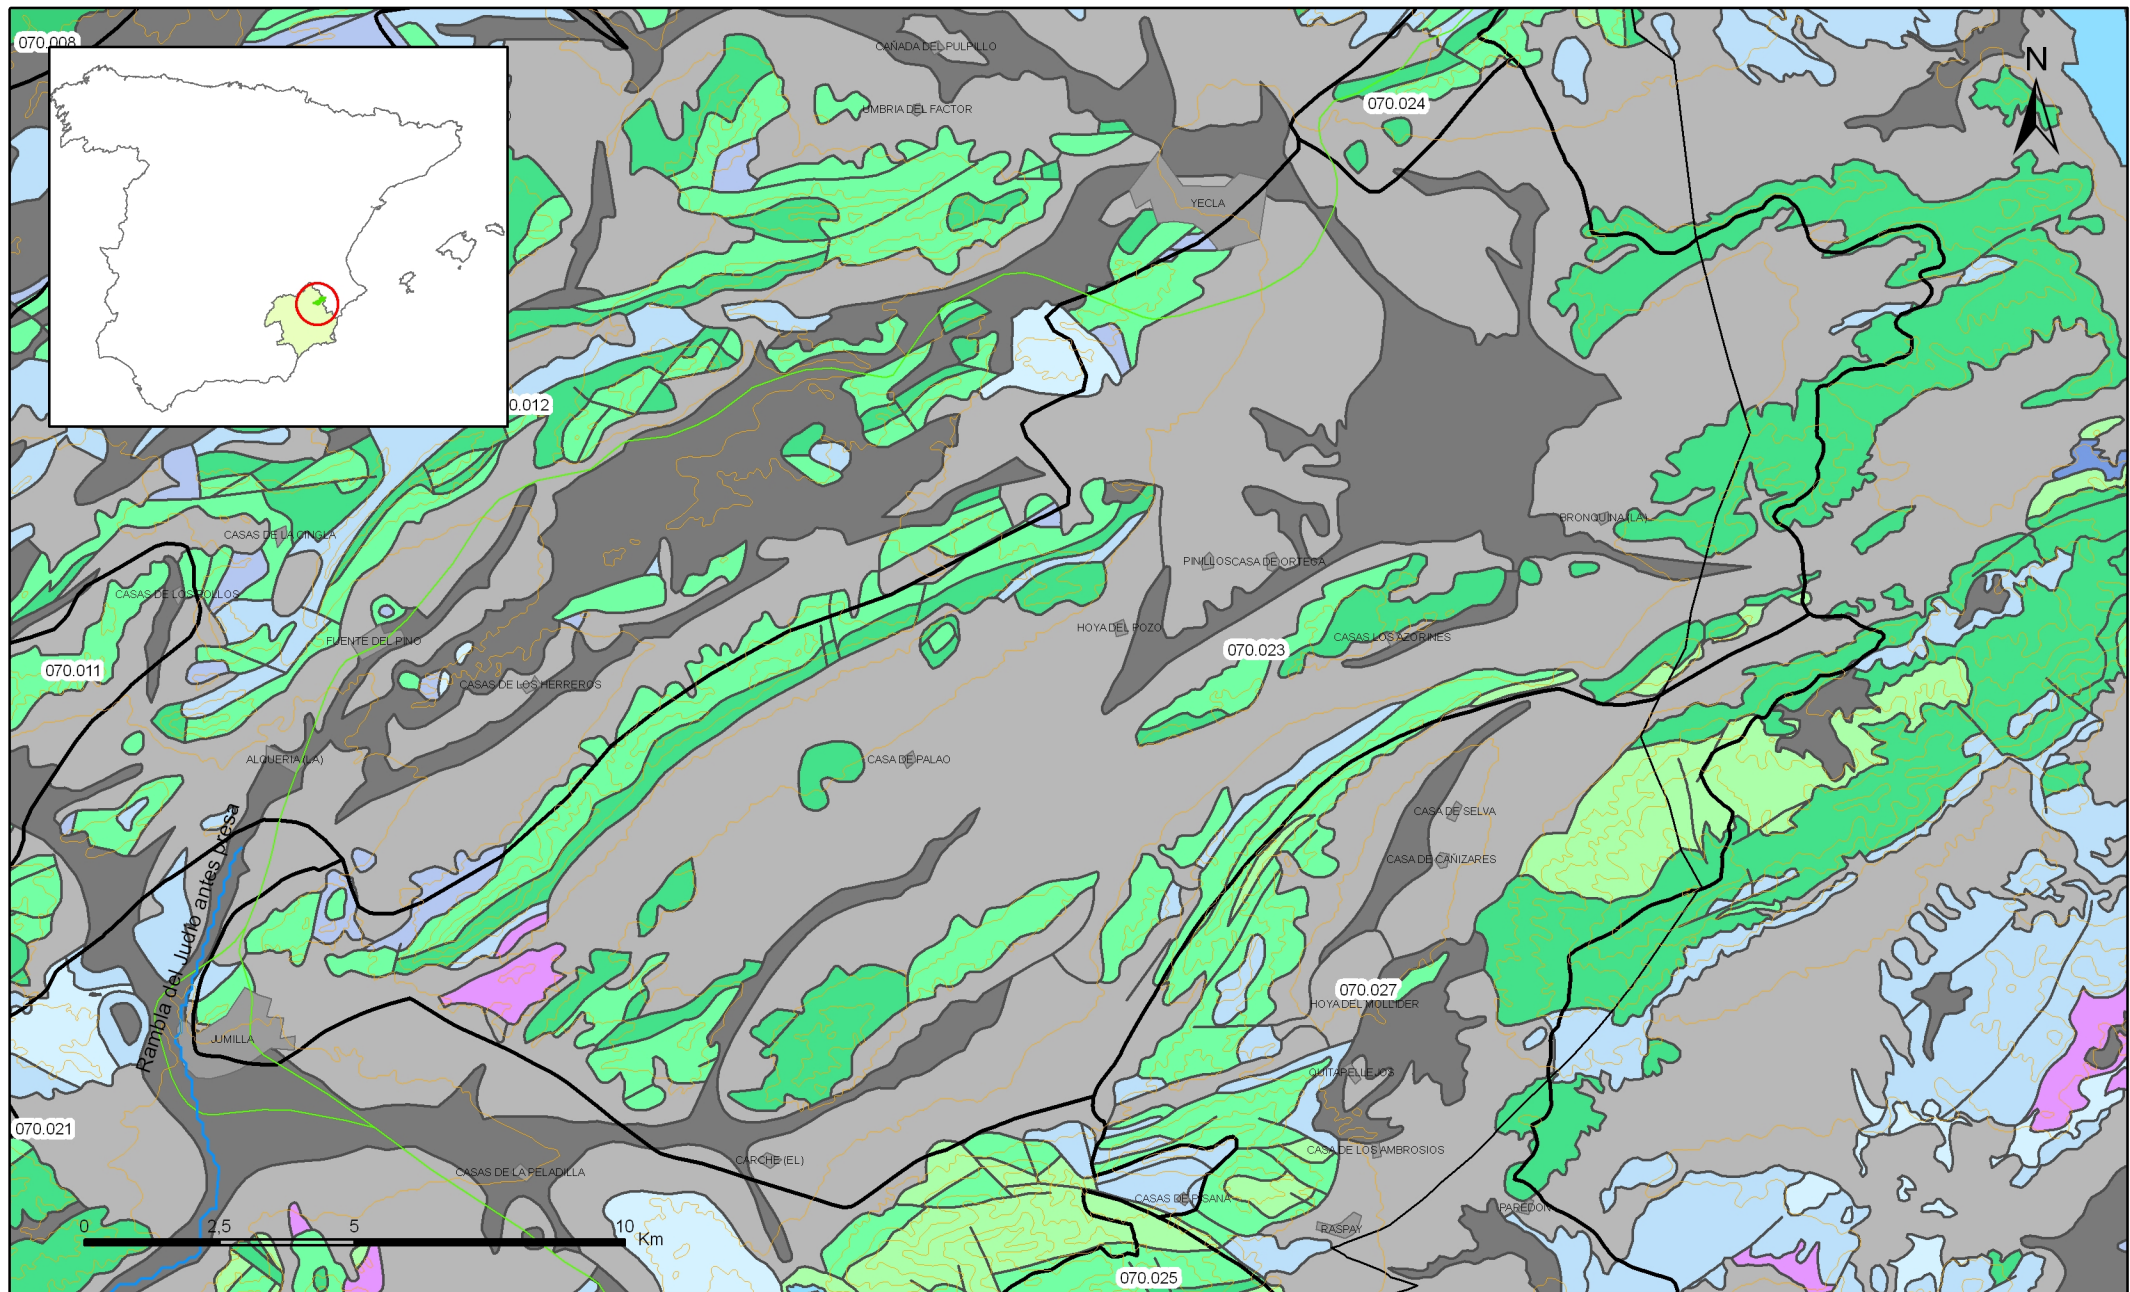 070.008
CAÑADA DEL PULPILLO
N
070.024
UMBRIA DEL FACTOR
YECLA
0.012
BRONQUINA (LA)
CASAS DE LA CINGLA
PINILLOS
CASA DE ORTEGA
CASAS DE LOS POLLOS
HOYA DEL POZO
FUENTE DEL PINO
CASAS LOS AZORINES
070.023
070.011
CASAS DE LOS HERREROS
ALQUERIA (LA)
CASA DE PALAO
CASA DE SELVA
CASA DE CAÑIZARES
Rambla del Judío antes presa
070.027
HOYA DEL MOLLIDER
JUMILLA
QUITAPELLEJOS
070.021
CARCHE (EL)
CASA DE LOS AMBROSIOS
CASAS DE LA PELADILLA
CASAS DE PISANA
PAREDON
RASPAY
0 2,5 5 10
Km
070.025